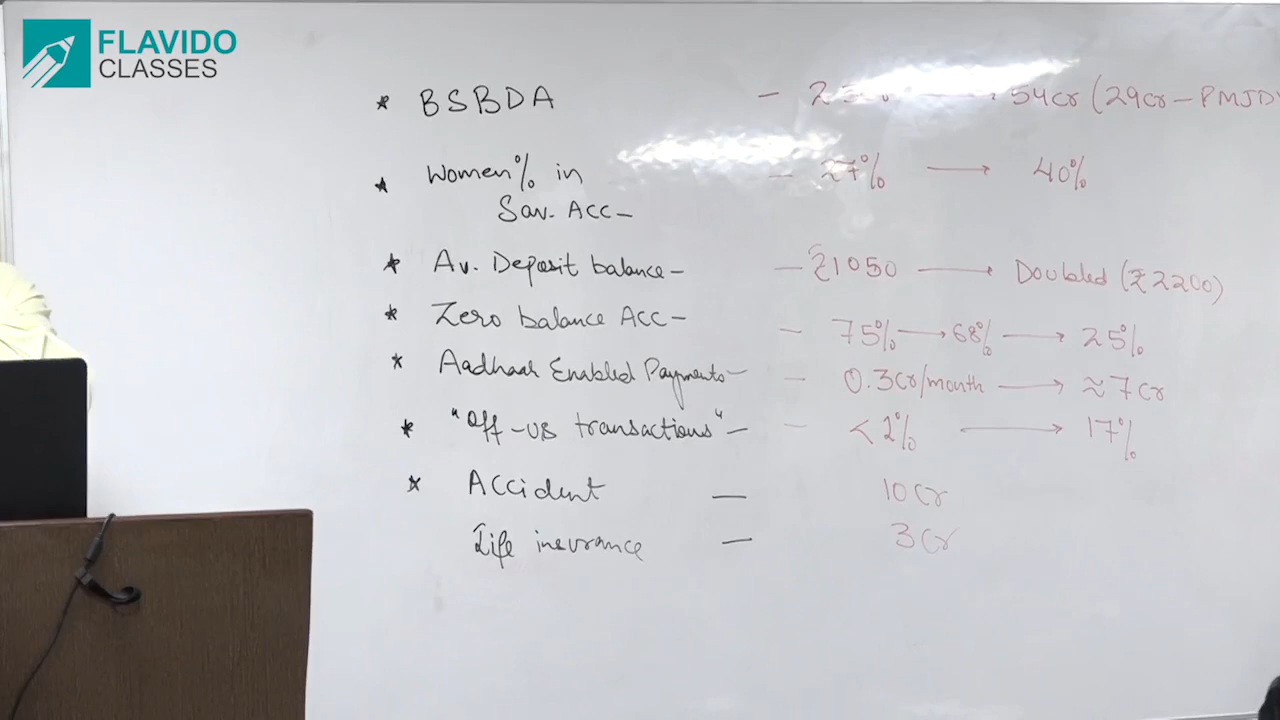 FLAVIDO
CLASSES
* BSBDA - → 54cr (29cr - PMJDY
* Women% in - ≈7% → 40%
Sav. Acc -
* Av. Deposit balance - - ₹1050 → Doubled (₹2200)
* Zero balance Acc - - 75% → 68% → 25%
* Aadhaar Enabled Payments - - 0.3Cr/month → ≈7cr
* "Off-us transactions" - - <2% → 17%
* Accident - 10Cr
Life insurance - 3Cr